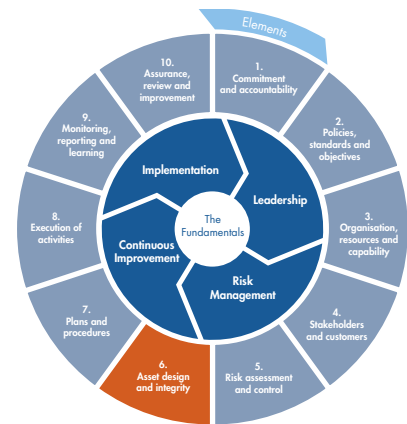 Elements
1.
Commitment
and accountability
2.
Policies,
standards and
objectives
3.
Organisation,
resources and
capability
4.
Stakeholders
and customers
5.
Risk assessment
and control
6.
Asset design
and integrity
7.
Plans and
procedures
8.
Execution of
activities
9.
Monitoring,
reporting and
learning
10.
Assurance,
review and
improvement
Implementation
Leadership
The
Fundamentals
Continuous
Improvement
Risk
Management